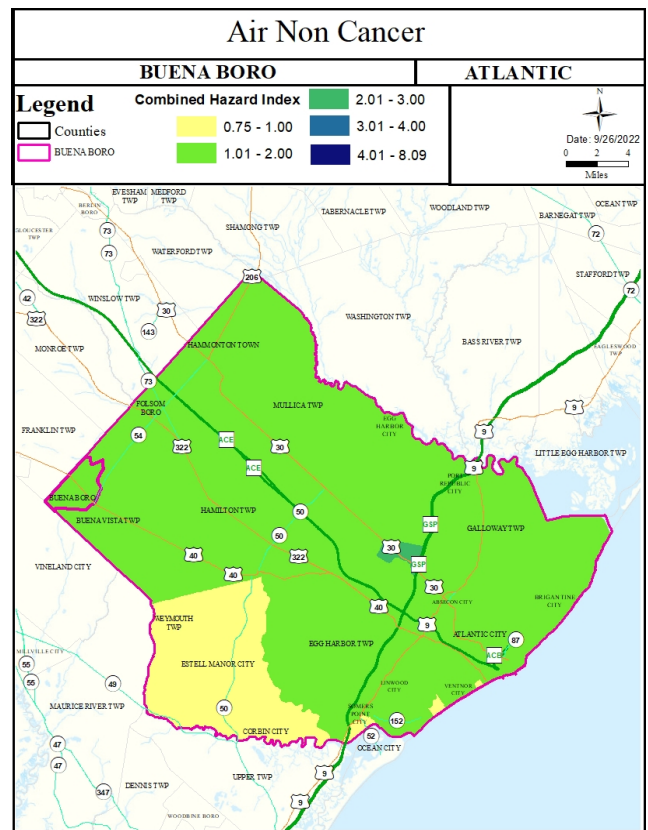 Air Non Cancer
BUENA BORO
ATLANTIC
Legend
Counties
BUENA BORO
Combined Hazard Index
0.75 - 1.00
1.01 - 2.00
2.01 - 3.00
3.01 - 4.00
4.01 - 8.09
N
Date: 9/26/2022
0 2 4
Miles
EVESHAM TWP
MEDFORD TWP
TABERNACLE TWP
WOODLAND TWP
OCEAN TWP
BARNEGAT TWP
BERLIN BORO
SHAMONG TWP
GLOUCESTER TWP
73
73
72
WATERFORD TWP
STAFFORD TWP
206
72
42
WINSLOW TWP
30
322
143
WASHINGTON TWP
BASS RIVER TWP
MONROE TWP
HAMMONTON TOWN
EAGLESWOOD TWP
73
FOLSOM BORO
MULLICA TWP
9
EGG HARBOR CITY
FRANKLIN TWP
54
322
ACE
30
9
LITTLE EGG HARBOR TWP
ACE
9
PORT REPUBLIC CITY
BUENA BORO
HAMILTON TWP
50
BUENA VISTA TWP
GSP
GALLOWAY TWP
50
30
40
322
VINELAND CITY
40
GSP
30
40
ABSECON CITY
BRIGANTINE CITY
WEYMOUTH TWP
9
ATLANTIC CITY
87
MILLVILLE CITY
EGG HARBOR TWP
ACE
55
ESTELL MANOR CITY
55
49
LINWOOD CITY
VENTNOR CITY
MAURICE RIVER TWP
50
SOMERS POINT CITY
152
CORBIN CITY
52
47
OCEAN CITY
47
UPPER TWP
9
DENNIS TWP
347
9
WOODBINE BORO